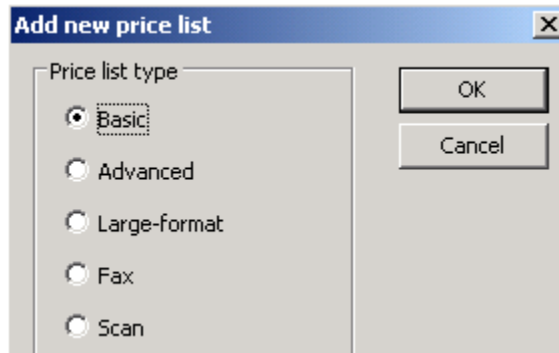 Add new price list
Price list type
OK
Basic
Cancel
Advanced
Large-format
Fax
Scan